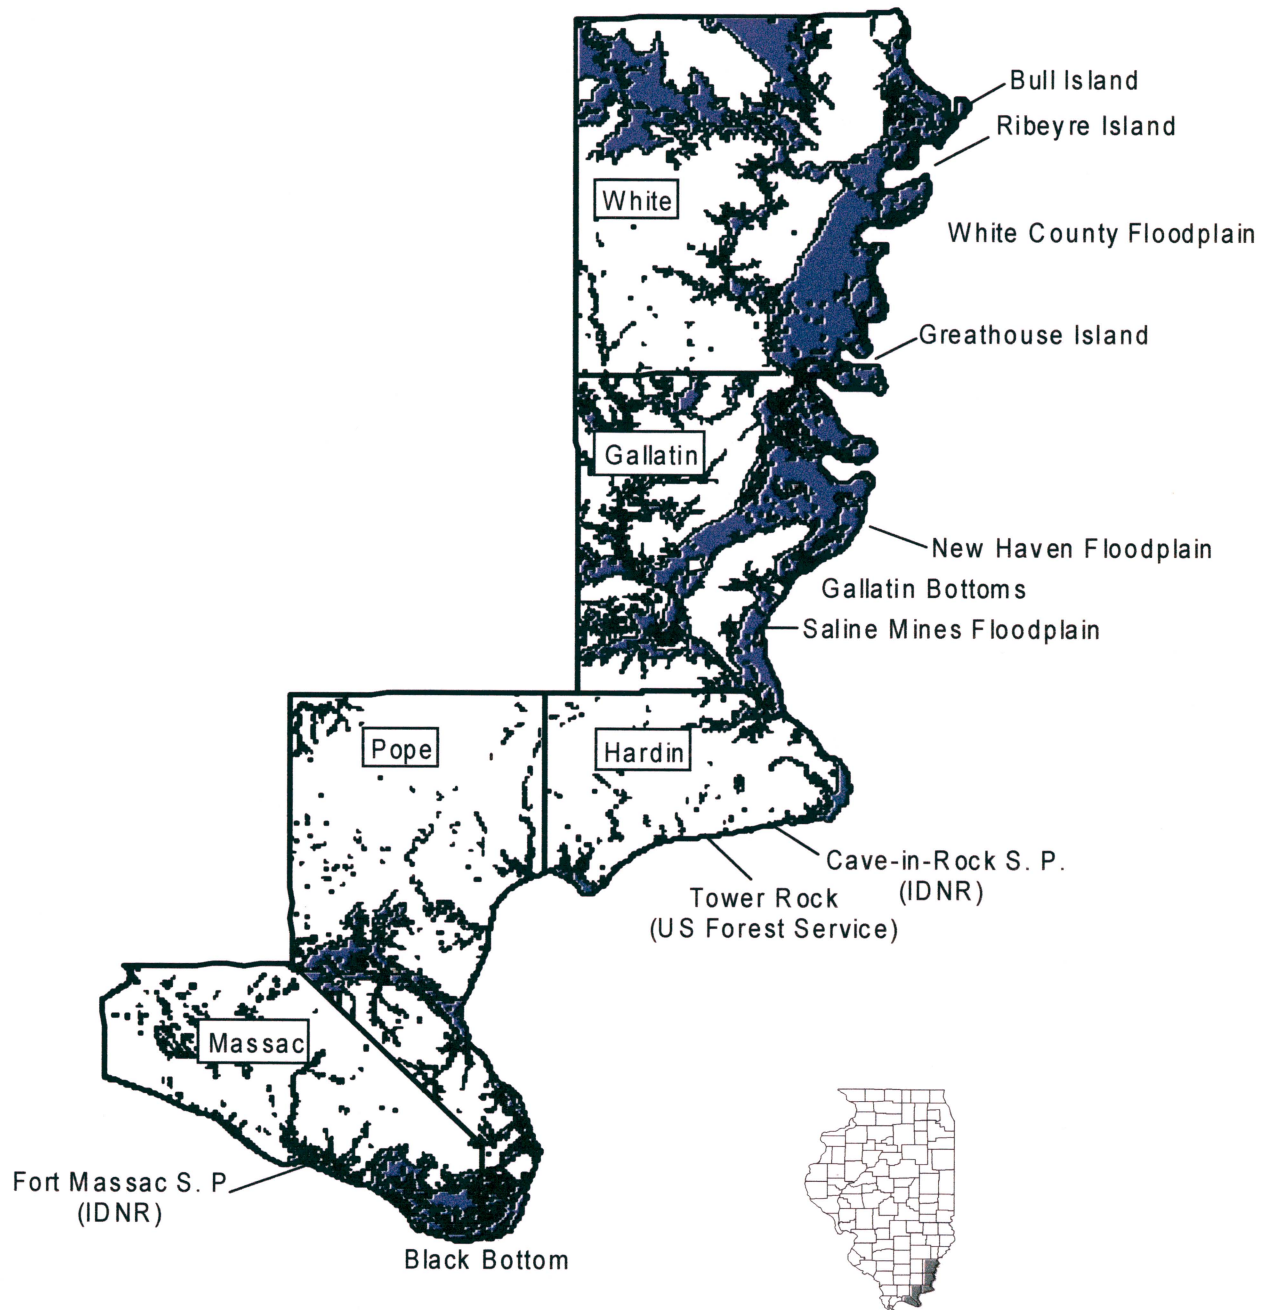 Bull Island
Ribeyre Island
White
White County Floodplain
Greathouse Island
Gallatin
New Haven Floodplain
Gallatin Bottoms
Saline Mines Floodplain
Pope
Hardin
Cave-in-Rock S. P.
(IDNR)
Tower Rock
(US Forest Service)
Massac
Fort Massac S. P
(IDNR)
Black Bottom